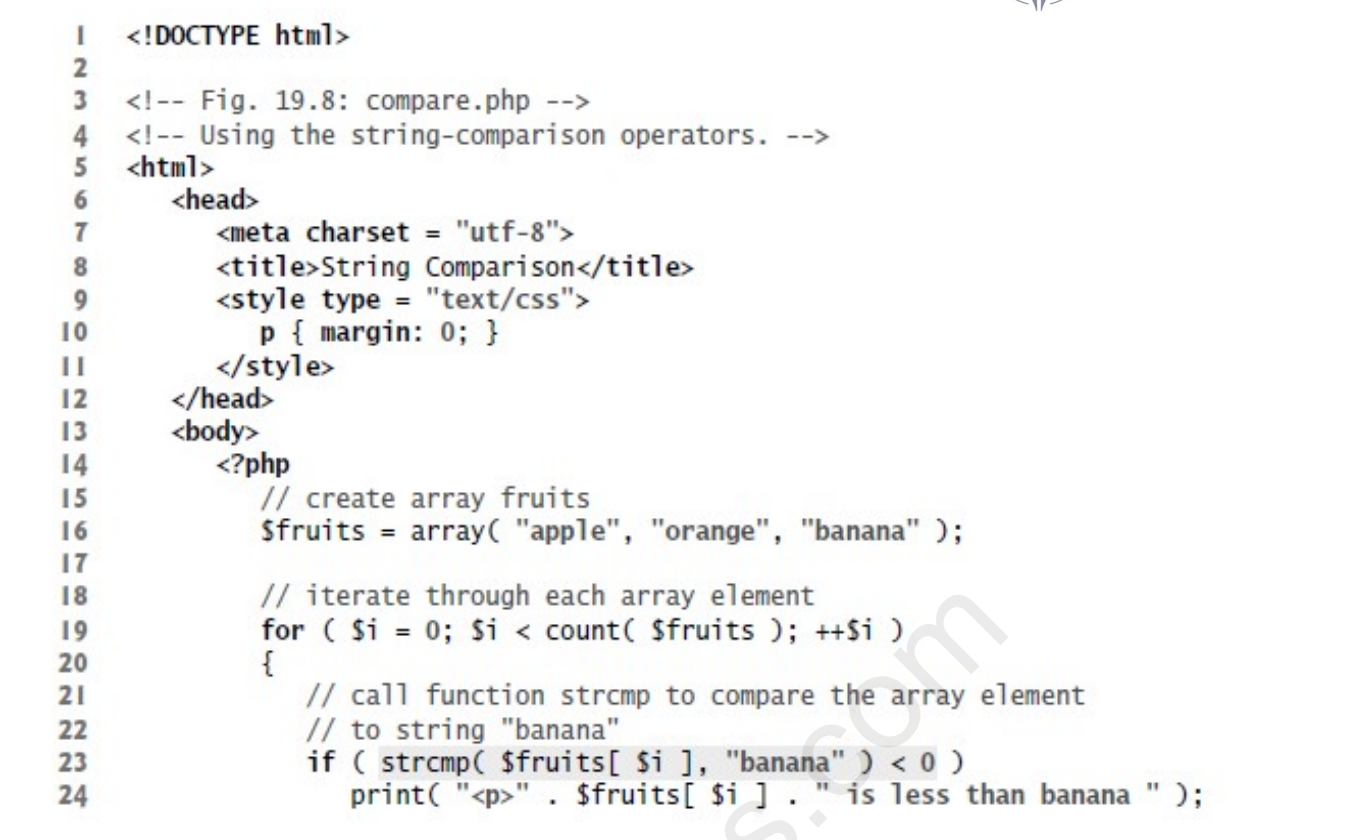 1 <!DOCTYPE html>
2
3 <!-- Fig. 19.8: compare.php -->
4 <!-- Using the string-comparison operators. -->
5 <html>
6 <head>
7 <meta charset = "utf-8">
8 <title>String Comparison</title>
9 <style type = "text/css">
10 p { margin: 0; }
11 </style>
12 </head>
13 <body>
14 <?php
15 // create array fruits
16 $fruits = array( "apple", "orange", "banana" );
17
18 // iterate through each array element
19 for ( $i = 0; $i < count( $fruits ); ++$i )
20 {
21 // call function strcmp to compare the array element
22 // to string "banana"
23 if ( strcmp( $fruits[ $i ], "banana" ) < 0 )
24 print( "<p>" . $fruits[ $i ] . " is less than banana " );
s.com